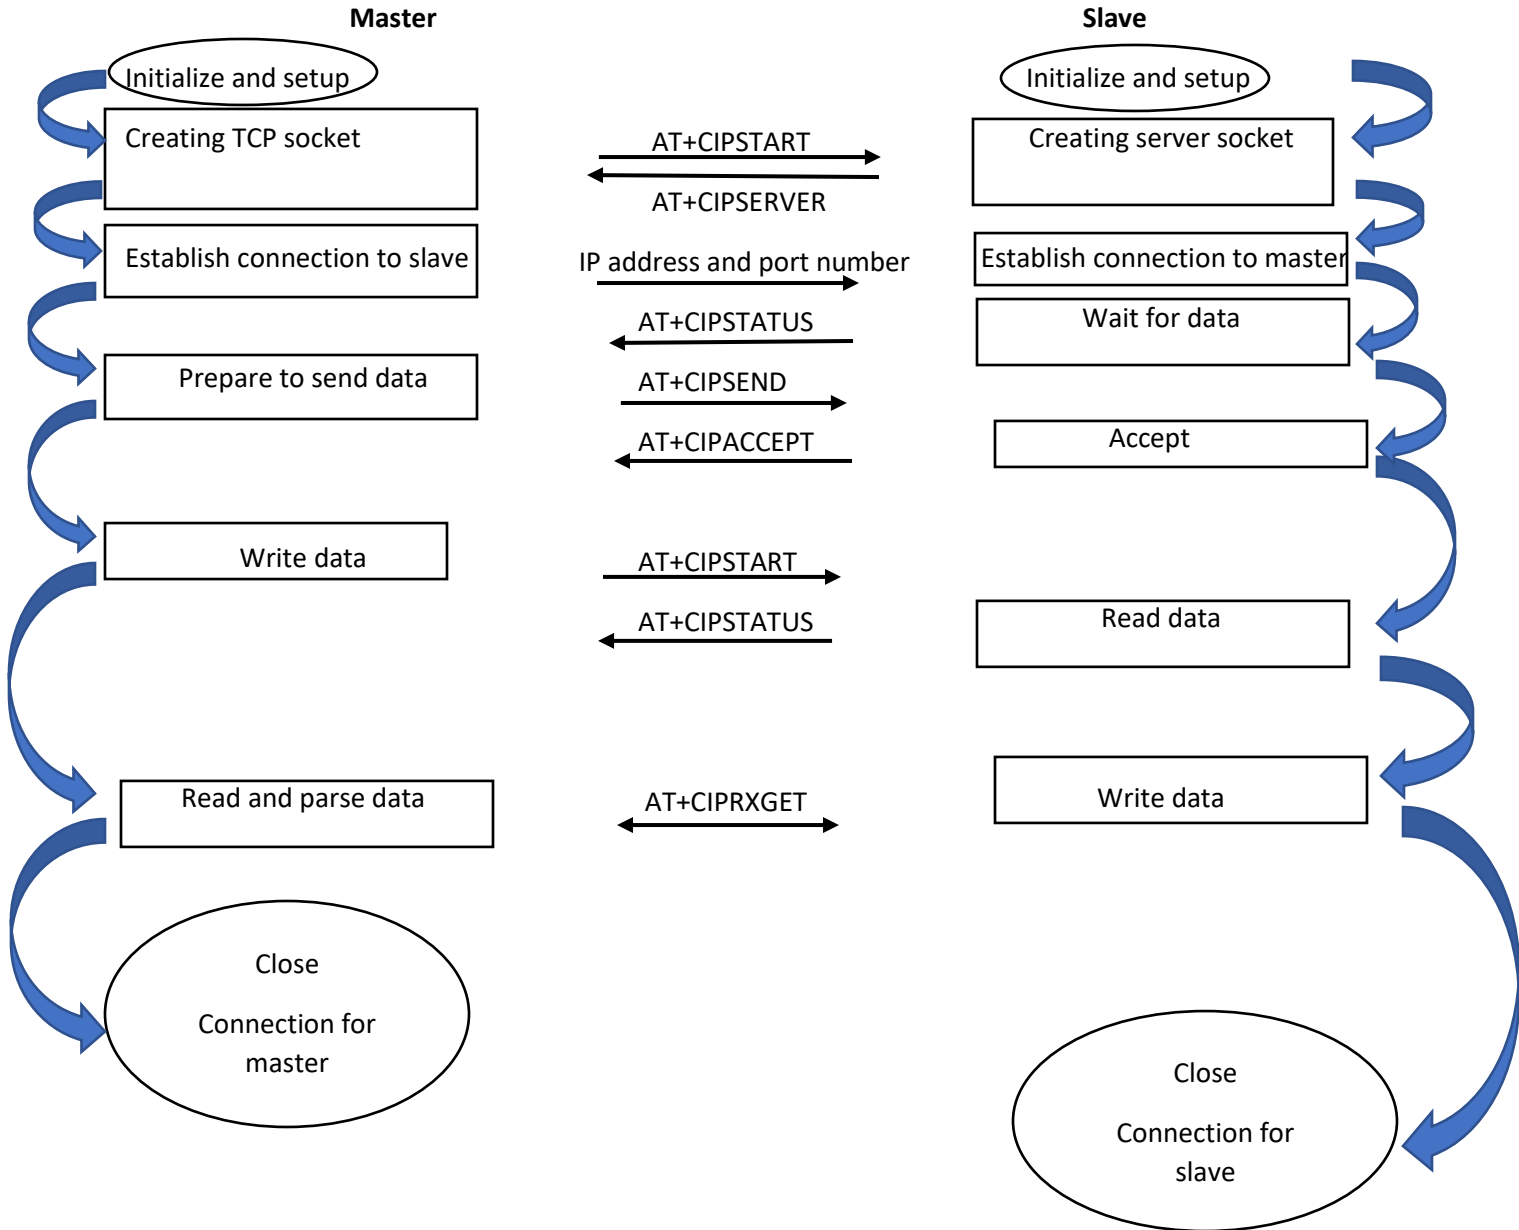 Master
Slave
Initialize and setup
Initialize and setup
Creating TCP socket
AT+CIPSTART
Creating server socket
AT+CIPSERVER
Establish connection to slave
IP address and port number
Establish connection to master
AT+CIPSTATUS
Wait for data
Prepare to send data
AT+CIPSEND
AT+CIPACCEPT
Accept
Write data
AT+CIPSTART
AT+CIPSTATUS
Read data
Read and parse data
AT+CIPRXGET
Write data
Close
Connection for
master
Close
Connection for
slave